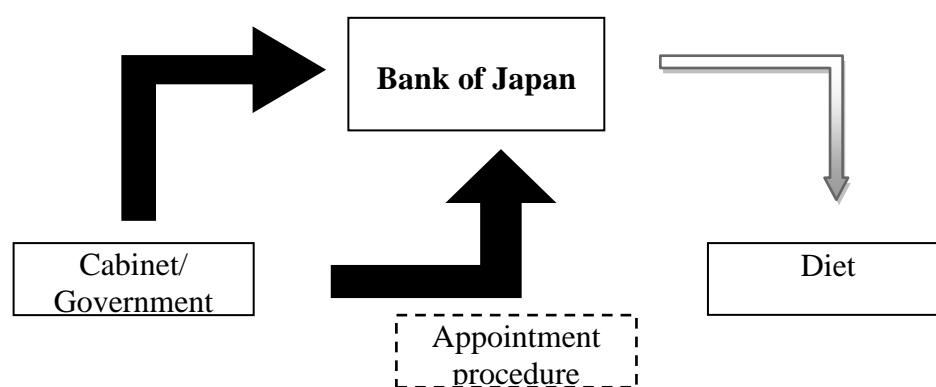 Bank of Japan
Cabinet/
Government
Diet
Appointment
procedure